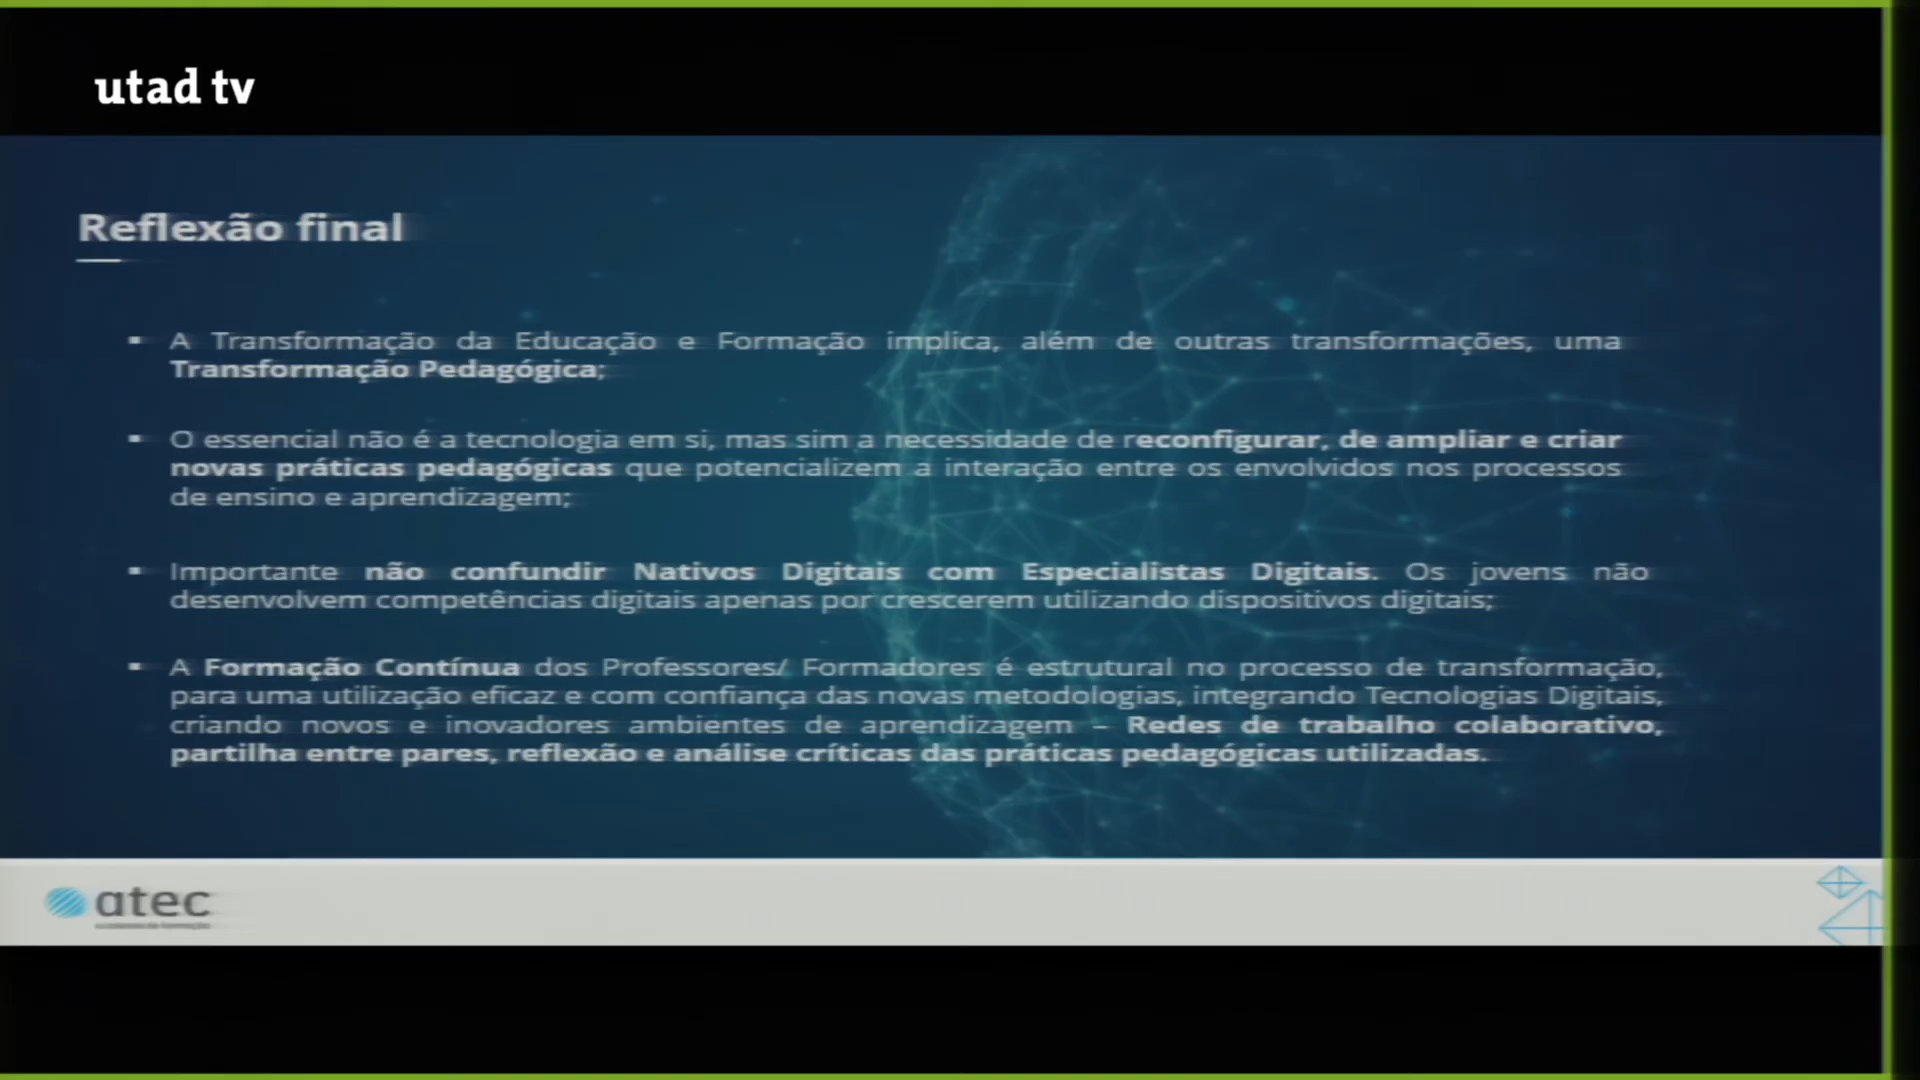 utad tv
Reflexão final
▪ A Transformação da Educação e Formação implica, além de outras transformações, uma
Transformação Pedagógica;
▪ O essencial não é a tecnologia em si, mas sim a necessidade de reconfigurar, de ampliar e criar
novas práticas pedagógicas que potencializem a interação entre os envolvidos nos processos
de ensino e aprendizagem;
▪ Importante não confundir Nativos Digitais com Especialistas Digitais. Os jovens não
desenvolvem competências digitais apenas por crescerem utilizando dispositivos digitais;
▪ A Formação Contínua dos Professores/ Formadores é estrutural no processo de transformação,
para uma utilização eficaz e com confiança das novas metodologias, integrando Tecnologias Digitais,
criando novos e inovadores ambientes de aprendizagem – Redes de trabalho colaborativo,
partilha entre pares, reflexão e análise críticas das práticas pedagógicas utilizadas.
atec